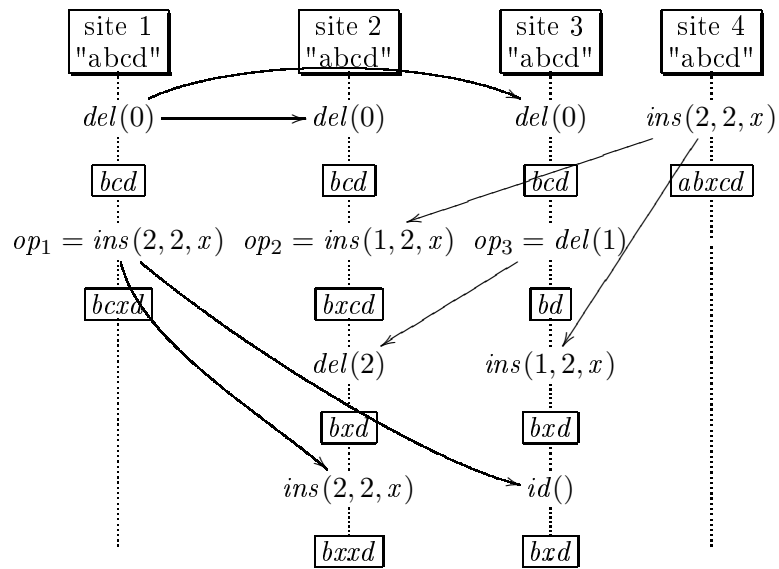 site 1 site 2 site 3 site 4
"abcd" "abcd" "abcd" "abcd"
del(0) del(0) del(0) ins(2, 2, x)
bcd bcd bcd abxcd
op₁ = ins(2, 2, x) op₂ = ins(1, 2, x) op₃ = del(1)
bcxd bxcd bd
del(2) ins(1, 2, x)
bxd bxd
ins(2, 2, x) id()
bxxd bxd